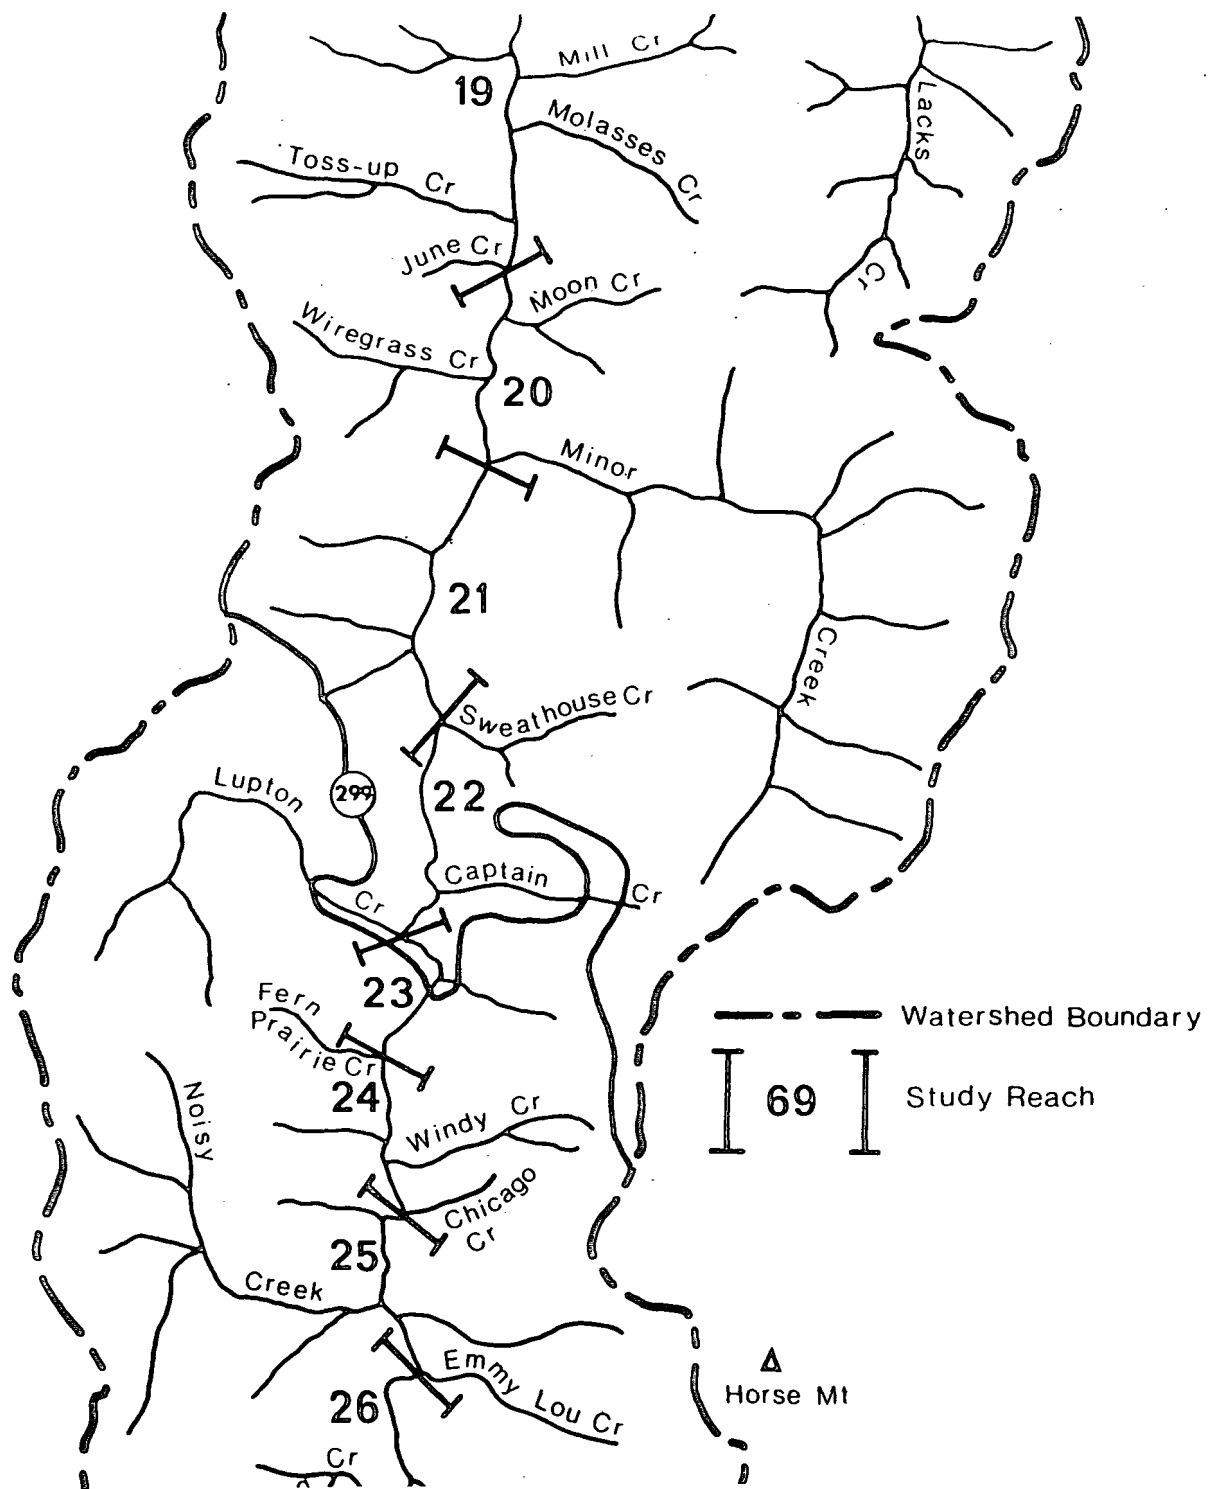 Mill Cr
19
Lacks
Molasses
Cr
Toss-up Cr
June Cr
Cr
Moon Cr
Wiregrass Cr
20
Minor
21
Creek
Sweathouse Cr
22
Lupton
299
Captain Cr
Cr
23
Fern
Prairie Cr
Watershed Boundary
69
Study Reach
24
Noisy
Windy Cr
Chicago
Cr
25
Creek
Emmy Lou Cr
Horse Mt
26
Cr